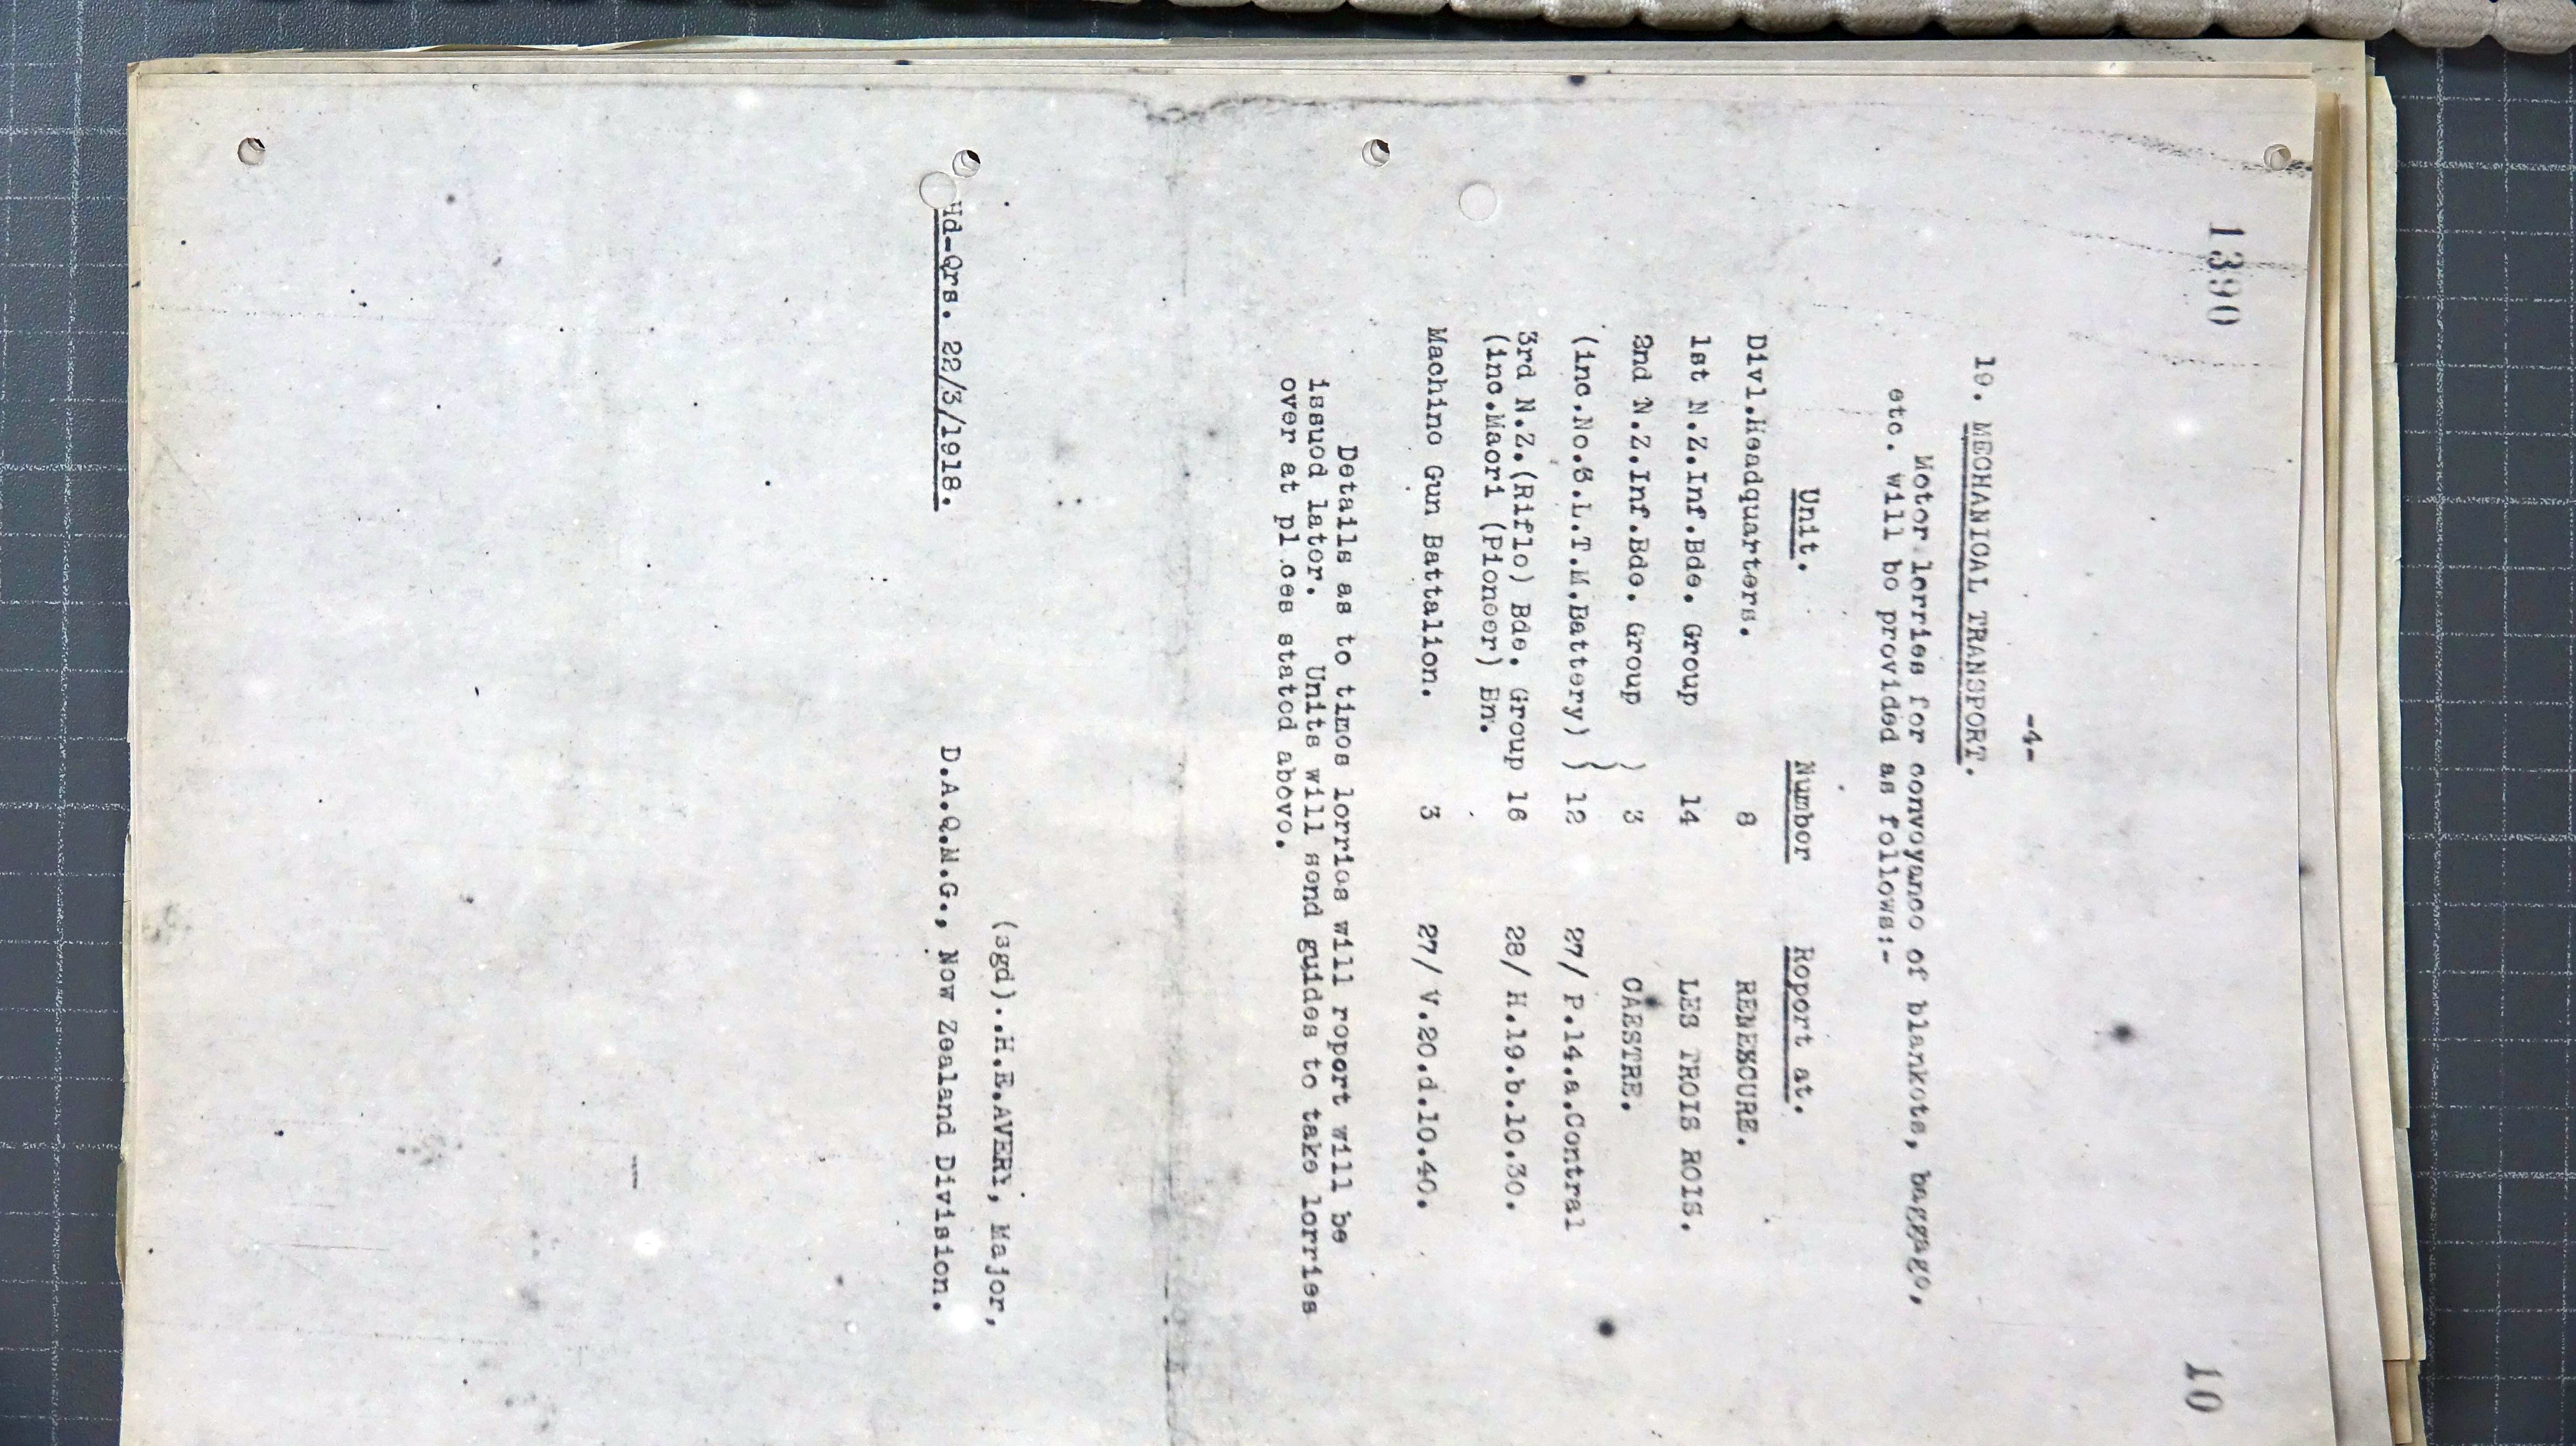 1390
10
-4-
19. MECHANICAL TRANSPORT.
Motor lorries for convoyance of blankets, baggage,
etc. will be provided as follows:-
Unit. Number Report at.
Divl.Headquarters. 8 RENEKCURE.
1st N.Z.Inf.Bde. Group 14 LES TROIS ROIS.
2nd N.Z.Inf.Bde. Group ) 3 CAESTRE.
(inc.No.3.L.T.M.Battery) ) 12 27/ P.14.a.Central
3rd N.Z.(Rifle) Bde. Group 16 28/ H.19.b.10.30.
(inc.Maori (Pioneer) Bn.
Machine Gun Battalion. 3 27/ V.20.d.10.40.
Details as to times lorries will report will be
issued later. Units will send guides to take lorries
over at pl.ces stated above.
(sgd)..H.E.AVERY, Major,
Hd-Qrs. 22/3/1918. D.A.Q.M.G., New Zealand Division.